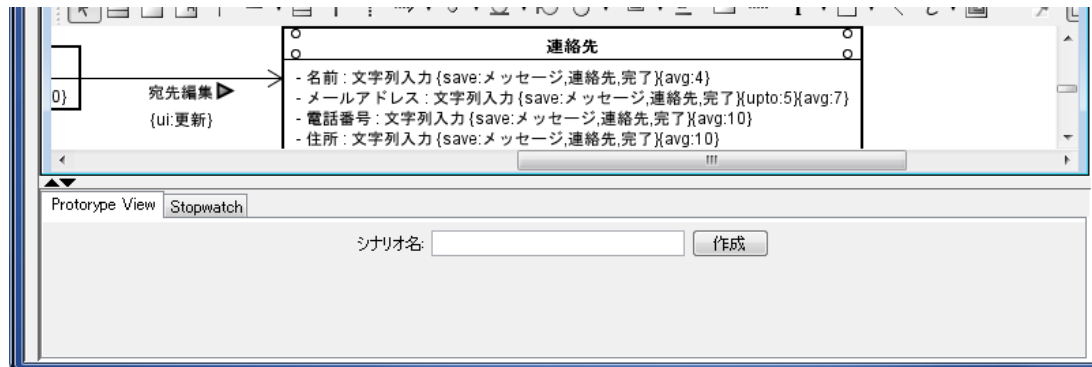 連絡先
- 名前 : 文字列入力 {save:メッセージ,連絡先,完了}{avg:4}
- メールアドレス : 文字列入力 {save:メッセージ,連絡先,完了}{upto:5}{avg:7}
- 電話番号 : 文字列入力 {save:メッセージ,連絡先,完了}{avg:10}
- 住所 : 文字列入力 {save:メッセージ,連絡先,完了}{avg:10}
0}
宛先編集▶
{ui:更新}
Protorype View
Stopwatch
シナリオ名:
作成